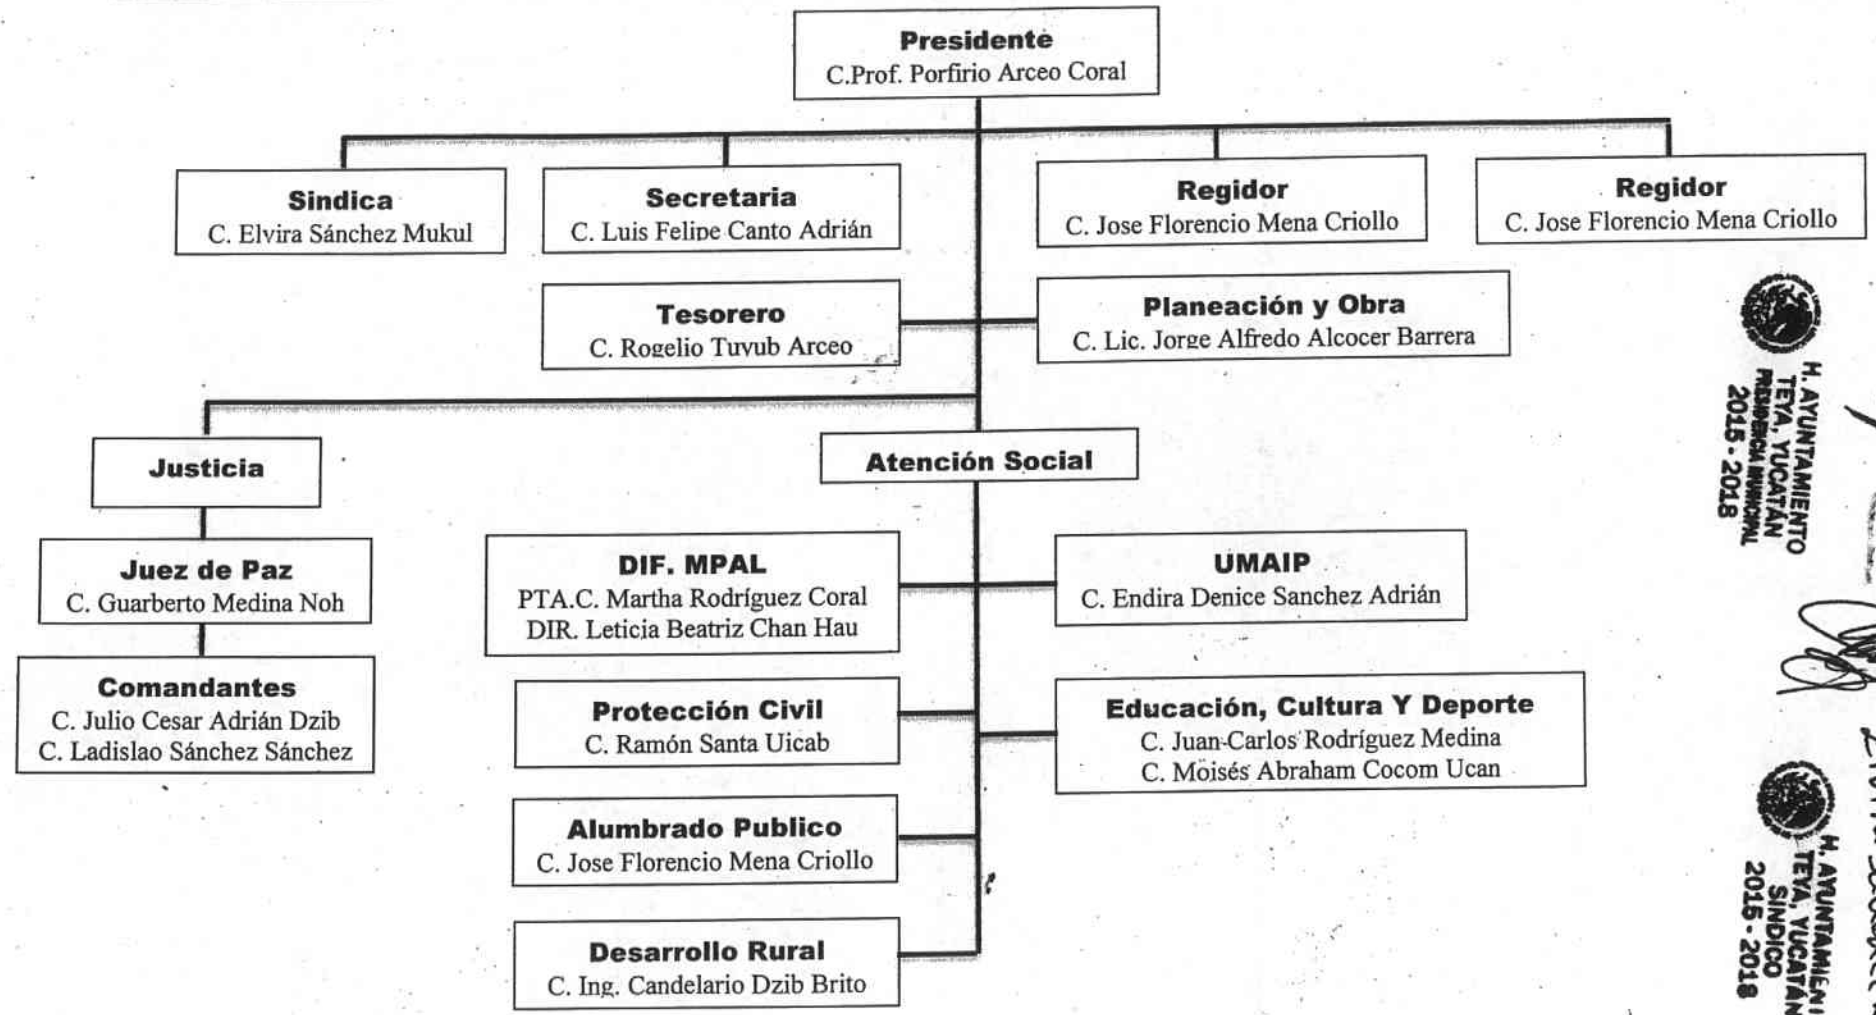 Presidente
C.Prof. Porfirio Arceo Coral
Sindica
C. Elvira Sánchez Mukul
Secretaria
C. Luis Felipe Canto Adrián
Regidor
C. Jose Florencio Mena Criollo
Regidor
C. Jose Florencio Mena Criollo
Tesorero
C. Rogelio Tuyub Arceo
Planeación y Obra
C. Lic. Jorge Alfredo Alcocer Barrera
Justicia
Atención Social
Juez de Paz
C. Guarberto Medina Noh
Comandantes
C. Julio Cesar Adrián Dzib
C. Ladislao Sánchez Sánchez
DIF. MPAL
PTA.C. Martha Rodríguez Coral
DIR. Leticia Beatriz Chan Hau
UMAIP
C. Endira Denice Sanchez Adrián
Protección Civil
C. Ramón Santa Uicab
Educación, Cultura Y Deporte
C. Juan Carlos Rodríguez Medina
C. Moisés Abraham Cocom Ucan
Alumbrado Publico
C. Jose Florencio Mena Criollo
Desarrollo Rural
C. Ing. Candelario Dzib Brito
H. AYUNTAMIENTO
TEYA, YUCATÁN
PRESIDENCIA MUNICIPAL
2015 - 2018
H. AYUNTAMIEN
TEYA, YUCATÁN
SINDICO
2015 - 2018